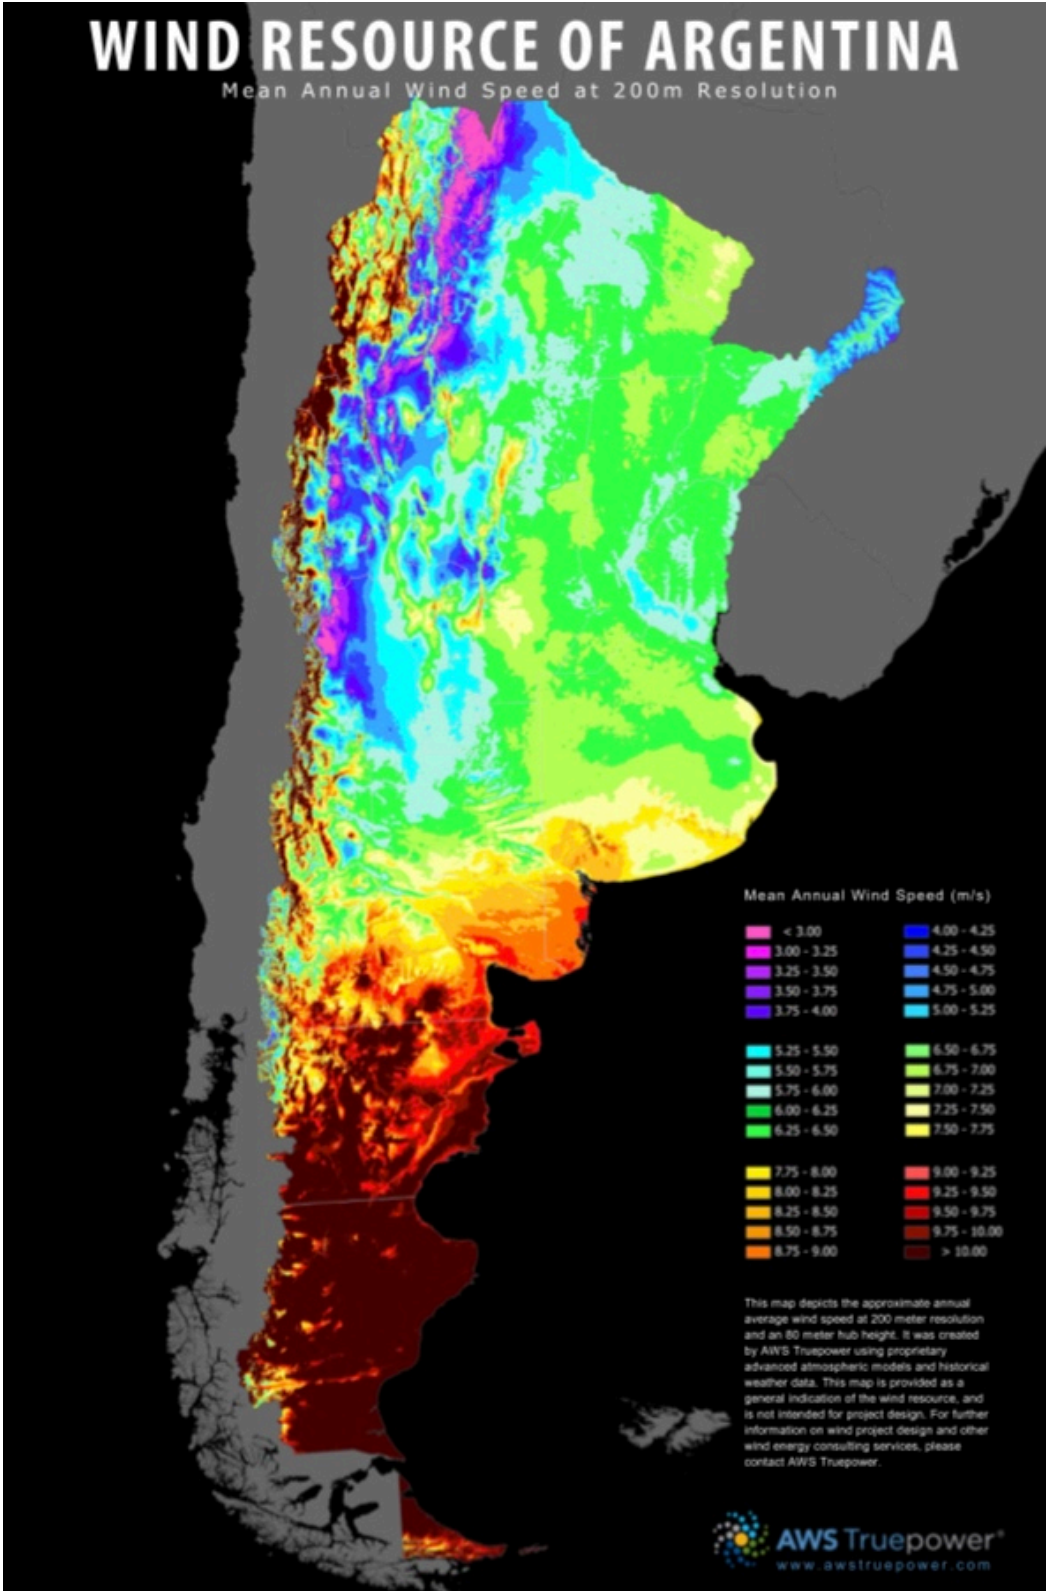 WIND RESOURCE OF ARGENTINA
Mean Annual Wind Speed at 200m Resolution
Mean Annual Wind Speed (m/s)
< 3.00
3.00 - 3.25
3.25 - 3.50
3.50 - 3.75
3.75 - 4.00
4.00 - 4.25
4.25 - 4.50
4.50 - 4.75
4.75 - 5.00
5.00 - 5.25
5.25 - 5.50
5.50 - 5.75
5.75 - 6.00
6.00 - 6.25
6.25 - 6.50
6.50 - 6.75
6.75 - 7.00
7.00 - 7.25
7.25 - 7.50
7.50 - 7.75
7.75 - 8.00
8.00 - 8.25
8.25 - 8.50
8.50 - 8.75
8.75 - 9.00
9.00 - 9.25
9.25 - 9.50
9.50 - 9.75
9.75 - 10.00
> 10.00
This map depicts the approximate annual
average wind speed at 200 meter resolution
and an 80 meter hub height. It was created
by AWS Truepower using proprietary
advanced atmospheric models and historical
weather data. This map is provided as a
general indication of the wind resource, and
is not intended for project design. For further
information on wind project design and other
wind energy consulting services, please
contact AWS Truepower.
AWS Truepower®
www.awstruepower.com